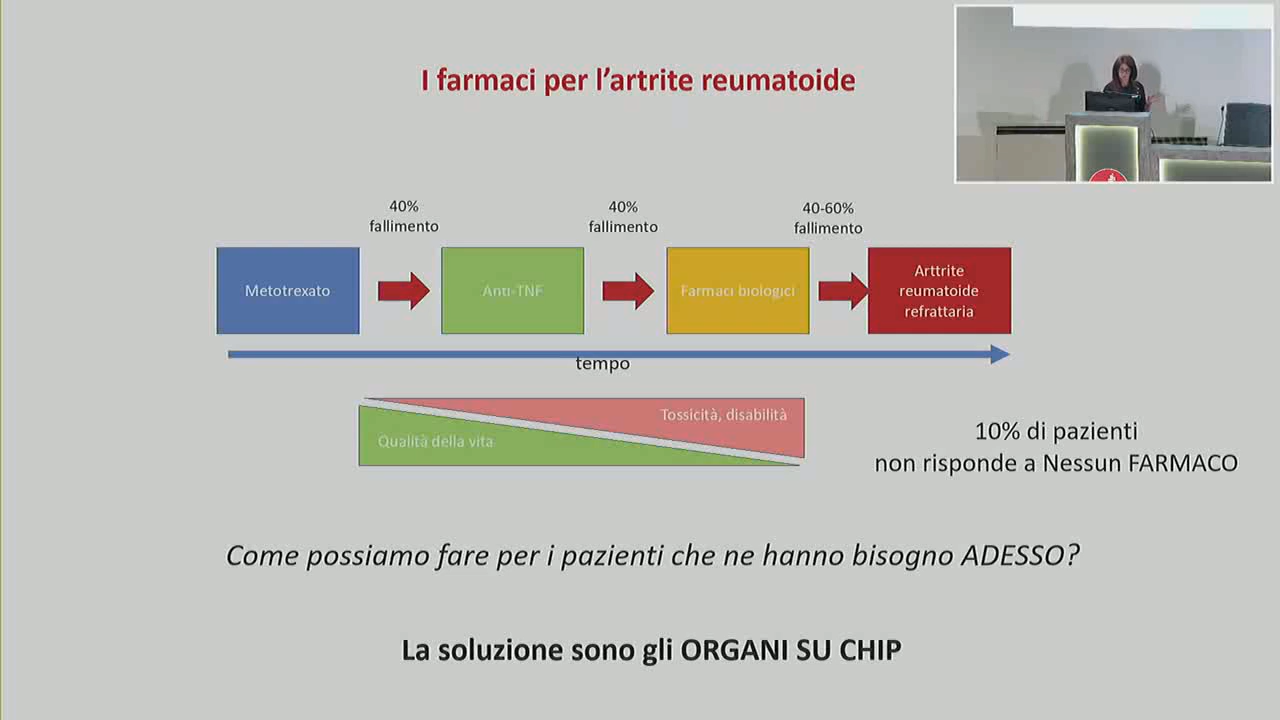 I farmaci per l’artrite reumatoide
40%
fallimento
40%
fallimento
40-60%
fallimento
Metotrexato
Anti-TNF
Farmaci biologici
Arttrite
reumatoide
refrattaria
tempo
Tossicità, disabilità
Qualità della vita
10% di pazienti
non risponde a Nessun FARMACO
Come possiamo fare per i pazienti che ne hanno bisogno ADESSO?
La soluzione sono gli ORGANI SU CHIP